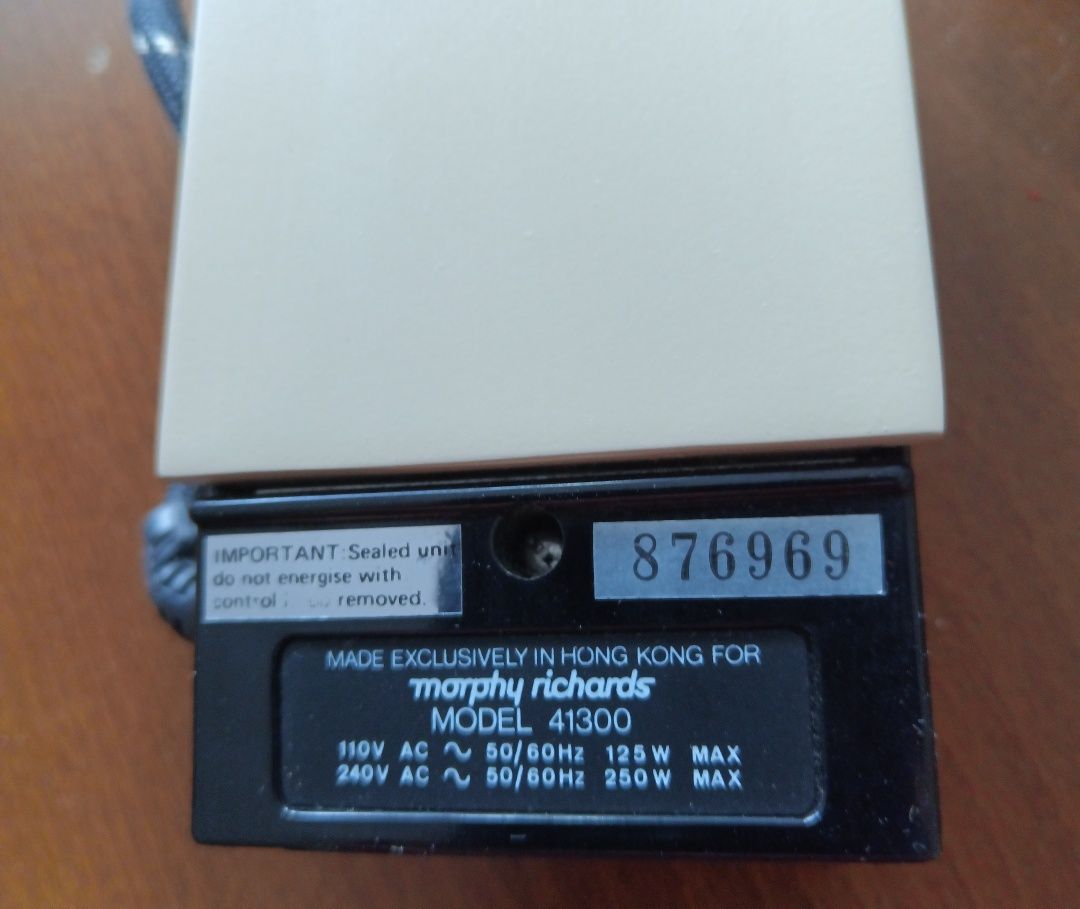 IMPORTANT:Sealed unit
do not energise with
control removed.
876969
MADE EXCLUSIVELY IN HONG KONG FOR
morphy richards
MODEL 41300
110V AC ~ 50/60Hz 125W MAX
240V AC ~ 50/60Hz 250W MAX